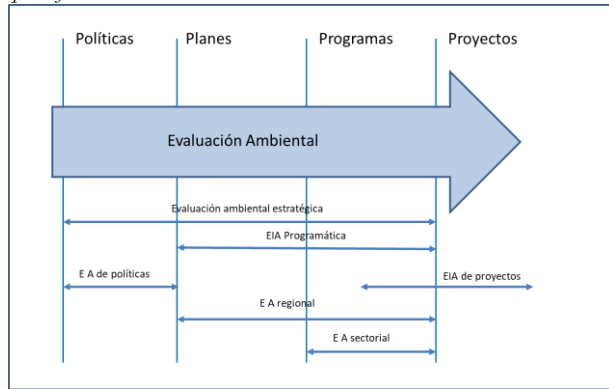 Políticas
Planes
Programas
Proyectos
Evaluación Ambiental
Evaluación ambiental estratégica
EIA Programática
E A de políticas
EIA de proyectos
E A regional
E A sectorial